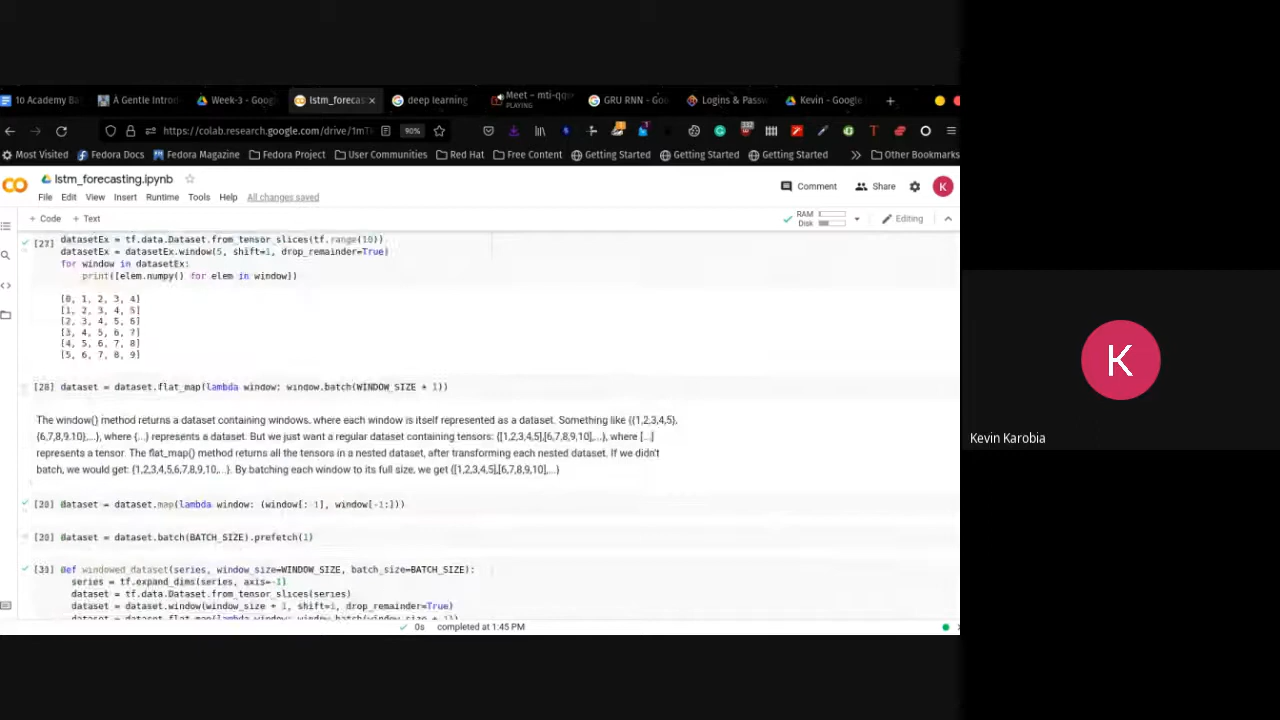 10 Academy Ba
A Gentle Intro
Week-3 - Goo
lstm_forecas ×
deep learning
Meet – mti-qq
PLAYING
GRU RNN - Go
Logins & Passw
Kevin - Google
https://colab.research.google.com/drive/1mT
90%
Most Visited
Fedora Docs
Fedora Magazine
Fedora Project
User Communities
Red Hat
Free Content
Getting Started
Getting Started
Getting Started
Other Bookmarks
CO
lstm_forecasting.ipynb
Comment
Share
K
File Edit View Insert Runtime Tools Help All changes saved
+ Code + Text
RAM
Disk
Editing
[27] datasetEx = tf.data.Dataset.from_tensor_slices(tf.range(10))
datasetEx = datasetEx.window(5, shift=1, drop_remainder=True)
for window in datasetEx:
print([elem.numpy() for elem in window])
[0, 1, 2, 3, 4]
[1, 2, 3, 4, 5]
[2, 3, 4, 5, 6]
[3, 4, 5, 6, 7]
[4, 5, 6, 7, 8]
[5, 6, 7, 8, 9]
[28] dataset = dataset.flat_map(lambda window: window.batch(WINDOW_SIZE + 1))
The window() method returns a dataset containing windows, where each window is itself represented as a dataset. Something like {{1,2,3,4,5},
{6,7,8,9,10},...}, where {...} represents a dataset. But we just want a regular dataset containing tensors: {[1,2,3,4,5],[6,7,8,9,10],...}, where [...]
represents a tensor. The flat_map() method returns all the tensors in a nested dataset, after transforming each nested dataset. If we didn't
batch, we would get: {1,2,3,4,5,6,7,8,9,10,...}. By batching each window to its full size, we get {[1,2,3,4,5],[6,7,8,9,10],...}
dataset = dataset.map(lambda window: (window[:-1], window[-1:]))
[30] dataset = dataset.batch(BATCH_SIZE).prefetch(1)
[31] def windowed_dataset(series, window_size=WINDOW_SIZE, batch_size=BATCH_SIZE):
series = tf.expand_dims(series, axis=-1)
dataset = tf.data.Dataset.from_tensor_slices(series)
dataset = dataset.window(window_size + 1, shift=1, drop_remainder=True)
dataset = dataset.flat_map(lambda window: window.batch(window_size + 1))
0s completed at 1:45 PM
K
Kevin Karobia